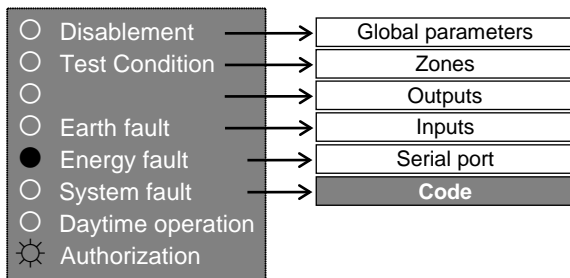 Disablement
Global parameters
Test Condition
Zones
Outputs
Earth fault
Inputs
Energy fault
Serial port
System fault
Code
Daytime operation
Authorization